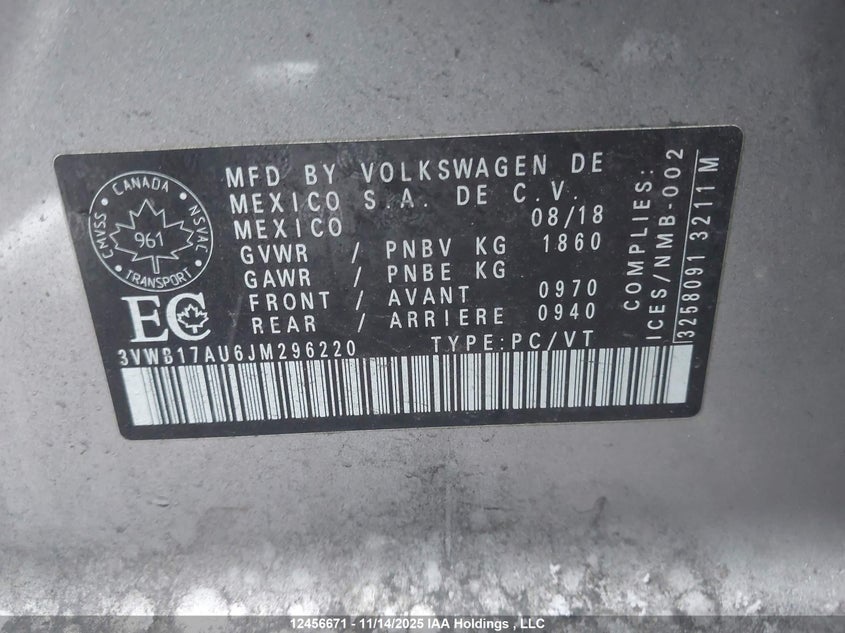 CANADA
CMVSS
NSVAC
961
TRANSPORT
EC
MFD BY VOLKSWAGEN DE
MEXICO S.A. DE C.V.
MEXICO 08/18
GVWR / PNBV KG 1860
GAWR / PNBE KG
FRONT / AVANT 0970
REAR / ARRIERE 0940
3VWB17AU6JM296220 TYPE:PC/VT
COMPLIES:
ICES/NMB-002
3258091 3211 M
12456671 - 11/14/2025 IAA Holdings , LLC